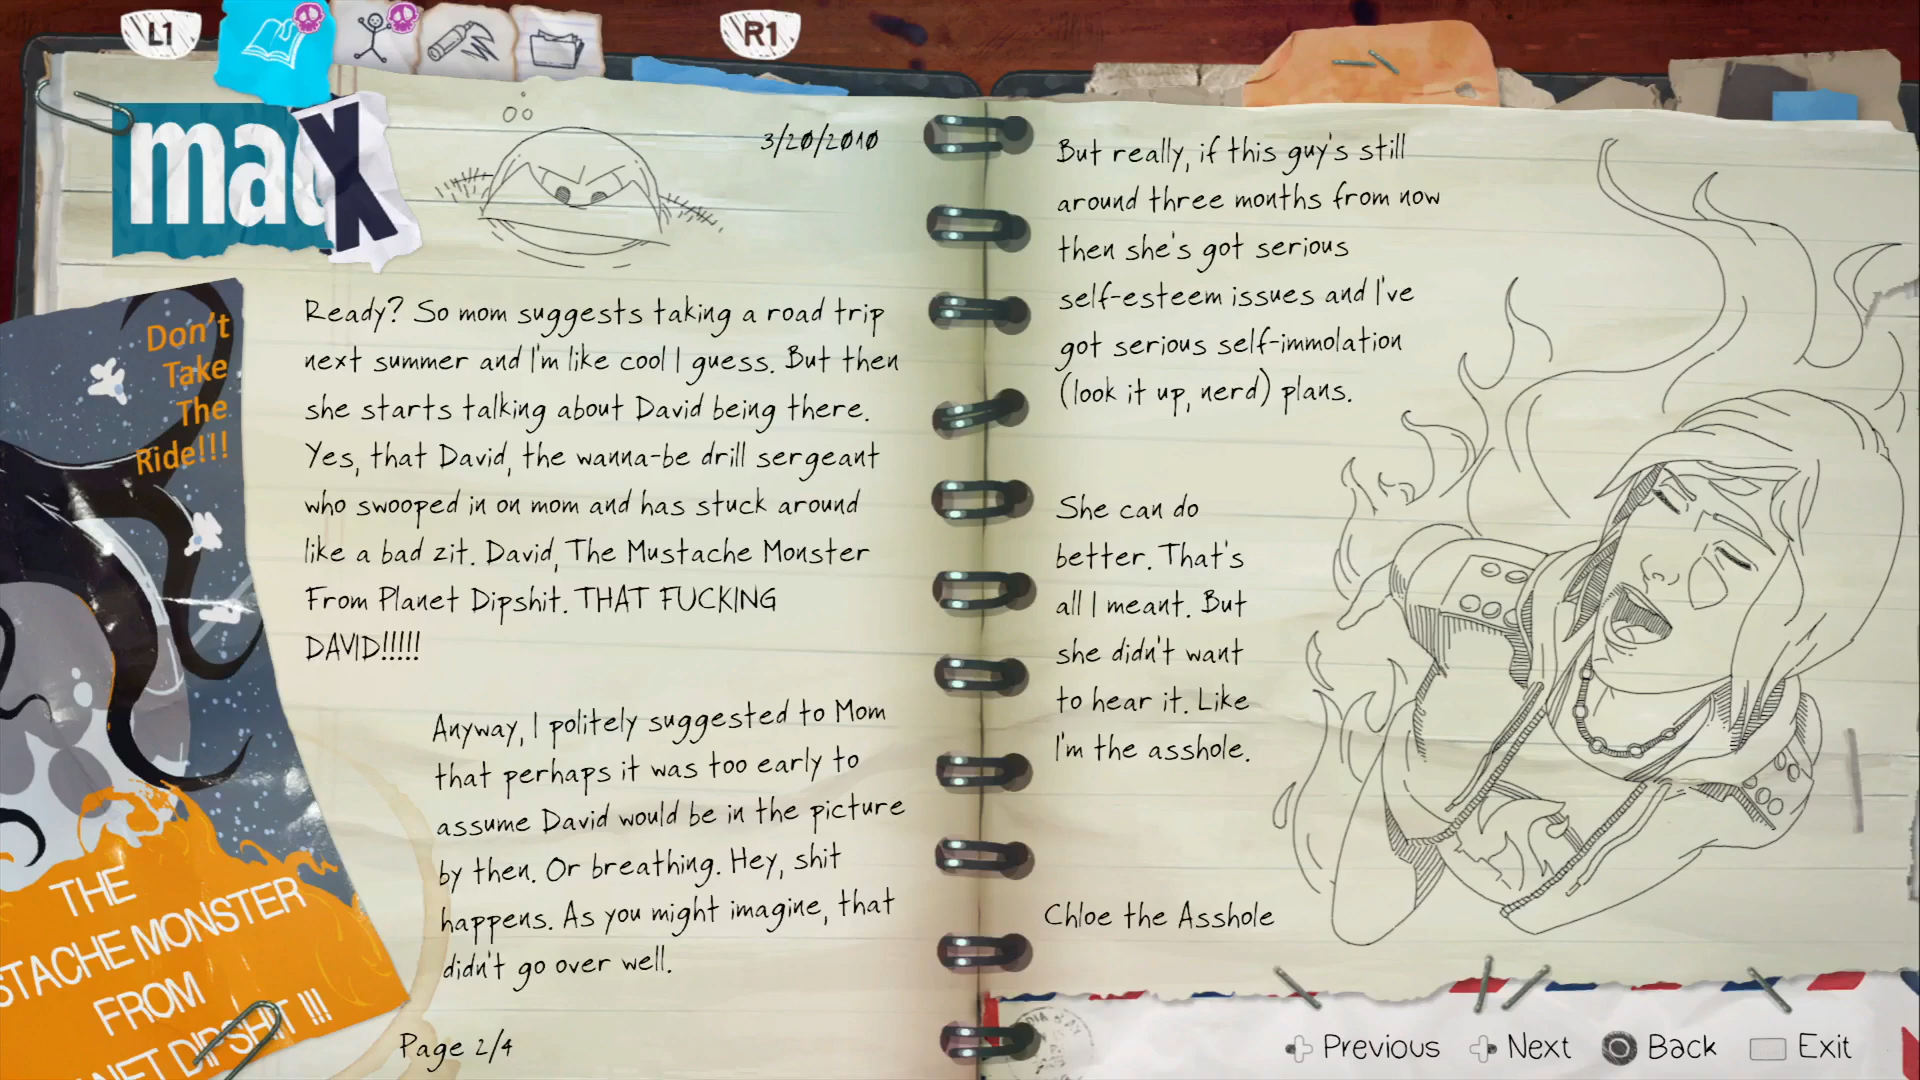 L1
R1
max
3/20/2010
Don't
Take
The
Ride!!!
Ready? So mom suggests taking a road trip
next summer and I'm like cool I guess. But then
she starts talking about David being there.
Yes, that David, the wanna-be drill sergeant
who swooped in on mom and has stuck around
like a bad zit. David, The Mustache Monster
From Planet Dipshit. THAT FUCKING
DAVID!!!!!
Anyway, I politely suggested to Mom
that perhaps it was too early to
assume David would be in the picture
by then. Or breathing. Hey, shit
happens. As you might imagine, that
didn't go over well.
THE
STACHE MONSTER
FROM
NET DIPSHIT !!!
Page 2/4
But really, if this guy's still
around three months from now
then she's got serious
self-esteem issues and I've
got serious self-immolation
(look it up, nerd) plans.
She can do
better. That's
all I meant. But
she didn't want
to hear it. Like
I'm the asshole.
Chloe the Asshole
Previous
Next
Back
Exit